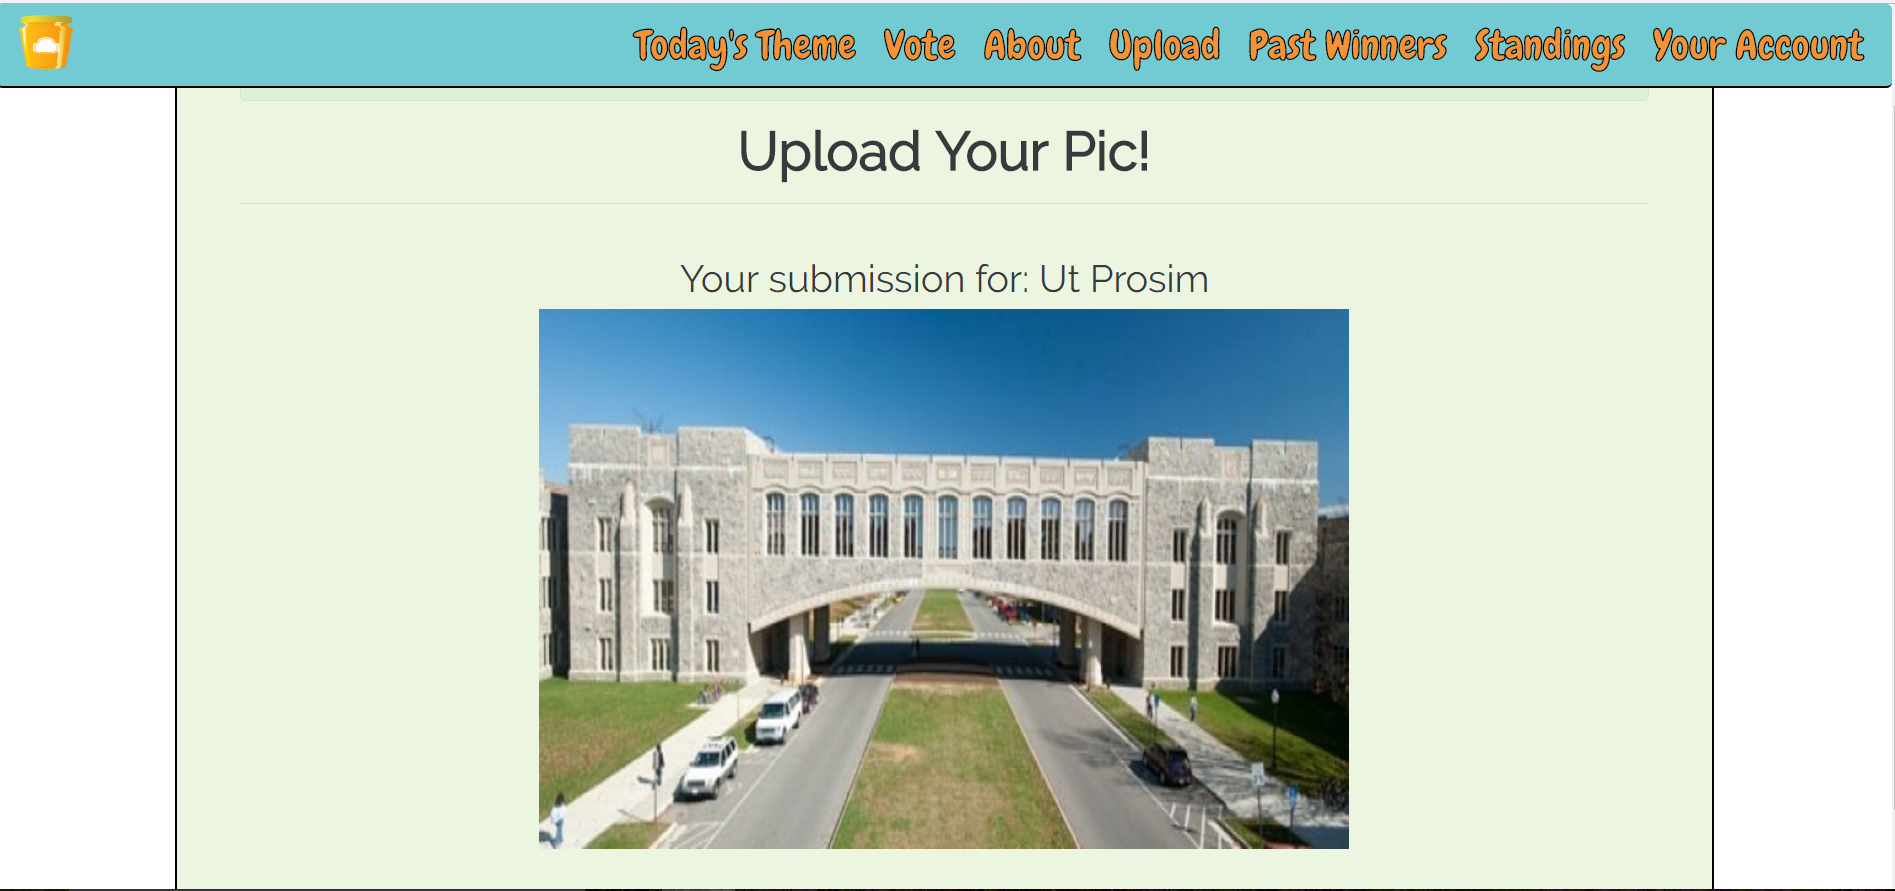 Today's Theme Vote About Upload Past Winners Standings Your Account
Upload Your Pic!
Your submission for: Ut Prosim